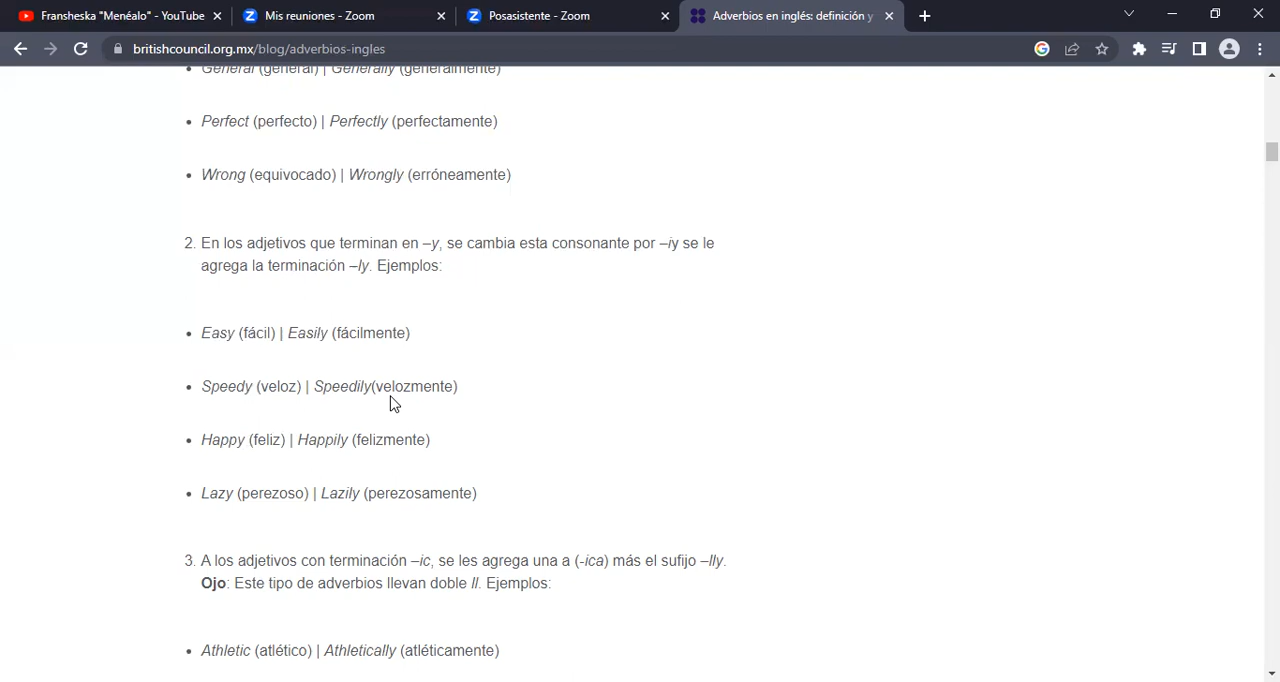 Fransheska "Menéalo" - YouTube
Mis reuniones - Zoom
Posasistente - Zoom
Adverbios en inglés: definición y
britishcouncil.org.mx/blog/adverbios-ingles
General (general) | Generally (generalmente)
Perfect (perfecto) | Perfectly (perfectamente)
Wrong (equivocado) | Wrongly (erróneamente)
2. En los adjetivos que terminan en –y, se cambia esta consonante por –iy se le
agrega la terminación –ly. Ejemplos:
Easy (fácil) | Easily (fácilmente)
Speedy (veloz) | Speedily(velozmente)
Happy (feliz) | Happily (felizmente)
Lazy (perezoso) | Lazily (perezosamente)
3. A los adjetivos con terminación –ic, se les agrega una a (-ica) más el sufijo –lly.
Ojo: Este tipo de adverbios llevan doble ll. Ejemplos:
Athletic (atlético) | Athletically (atléticamente)